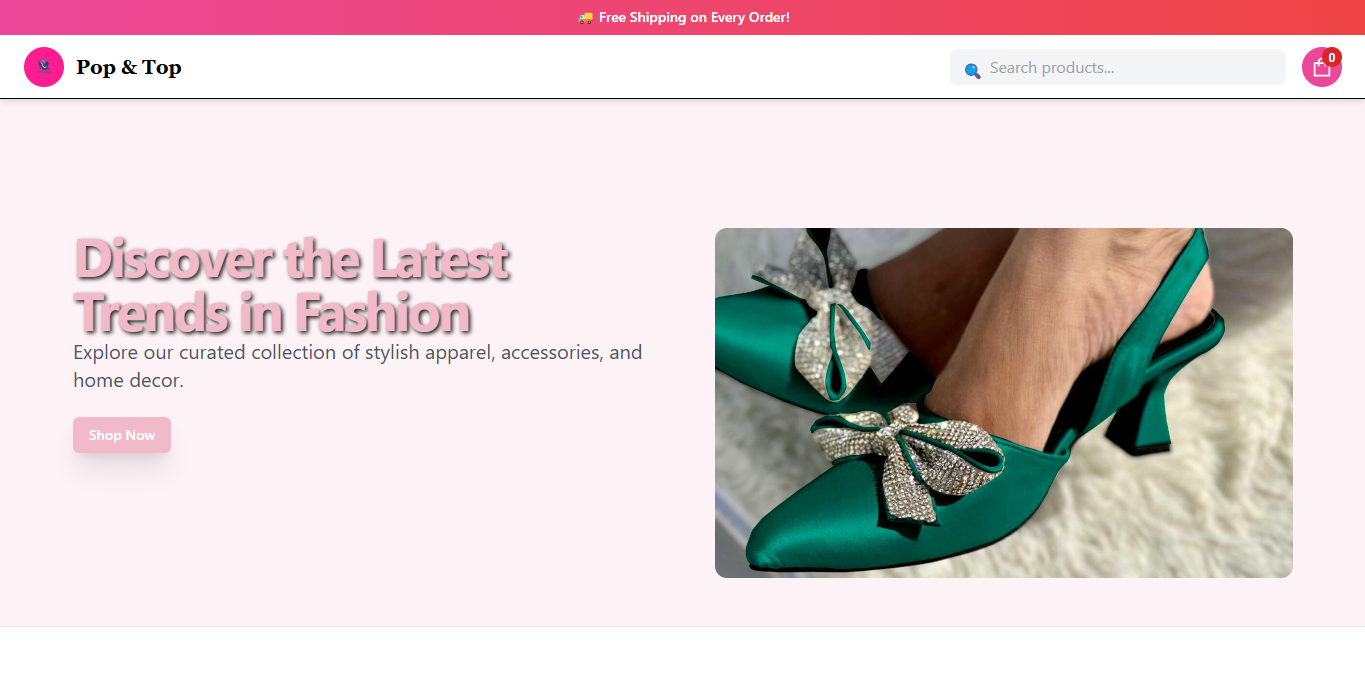 🚚 Free Shipping on Every Order!
Pop & Top
Search products...
0
Discover the Latest
Trends in Fashion
Explore our curated collection of stylish apparel, accessories, and
home decor.
Shop Now